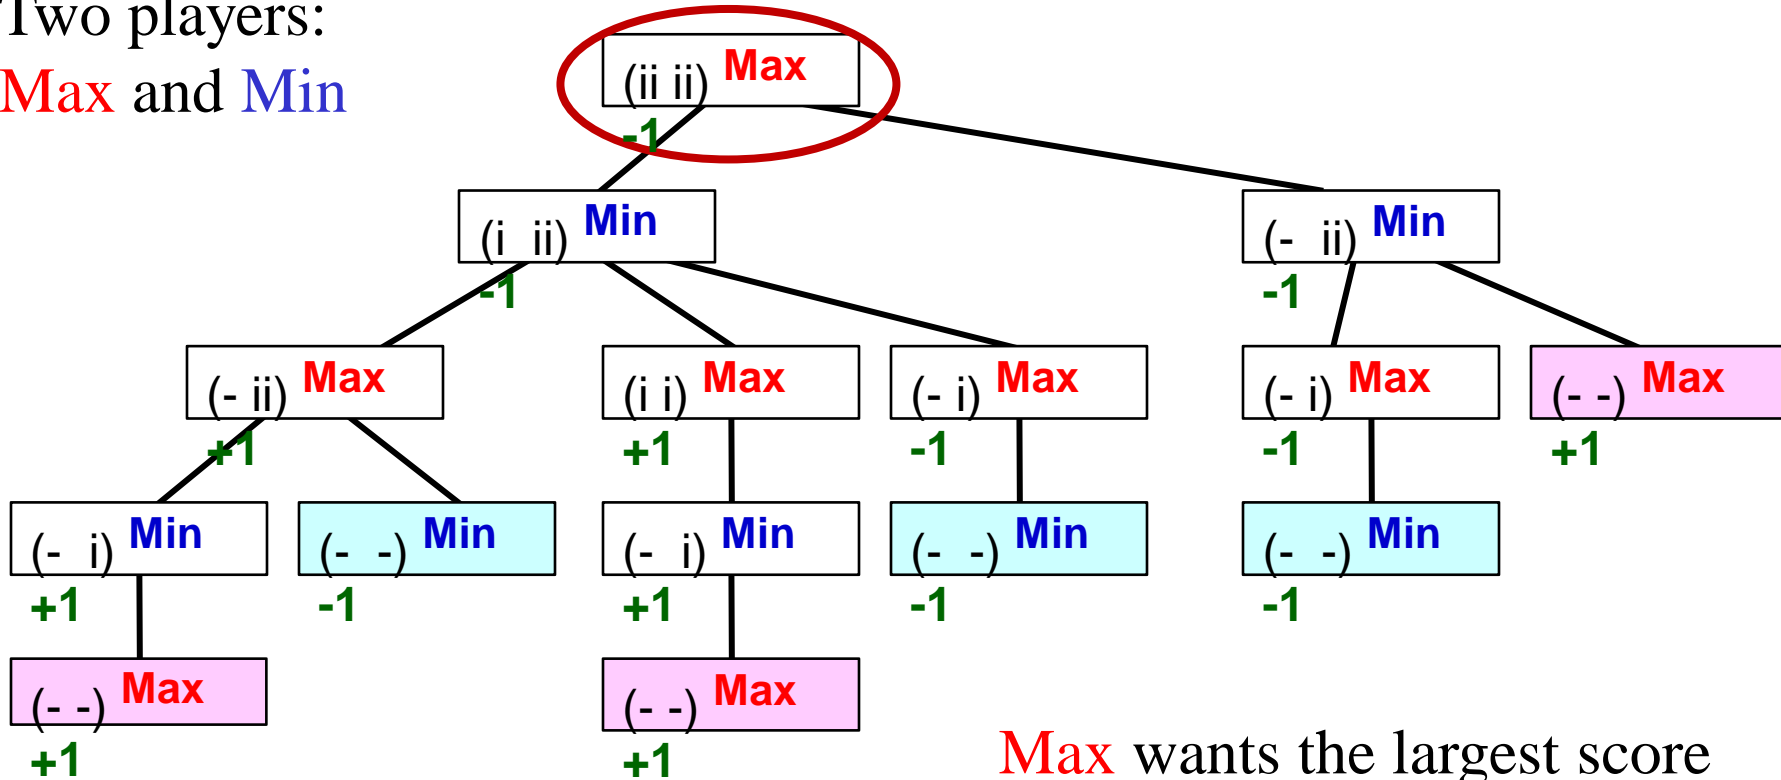 Two players:
Max and Min
(ii ii) Max
-1
(i ii) Min
-1
(- ii) Min
-1
(- ii) Max
+1
(i i) Max
+1
(- i) Max
-1
(- i) Max
-1
(- -) Max
+1
(- i) Min
+1
(- -) Min
-1
(- i) Min
+1
(- -) Min
-1
(- -) Min
-1
(- -) Max
+1
(- -) Max
+1
Max wants the largest score